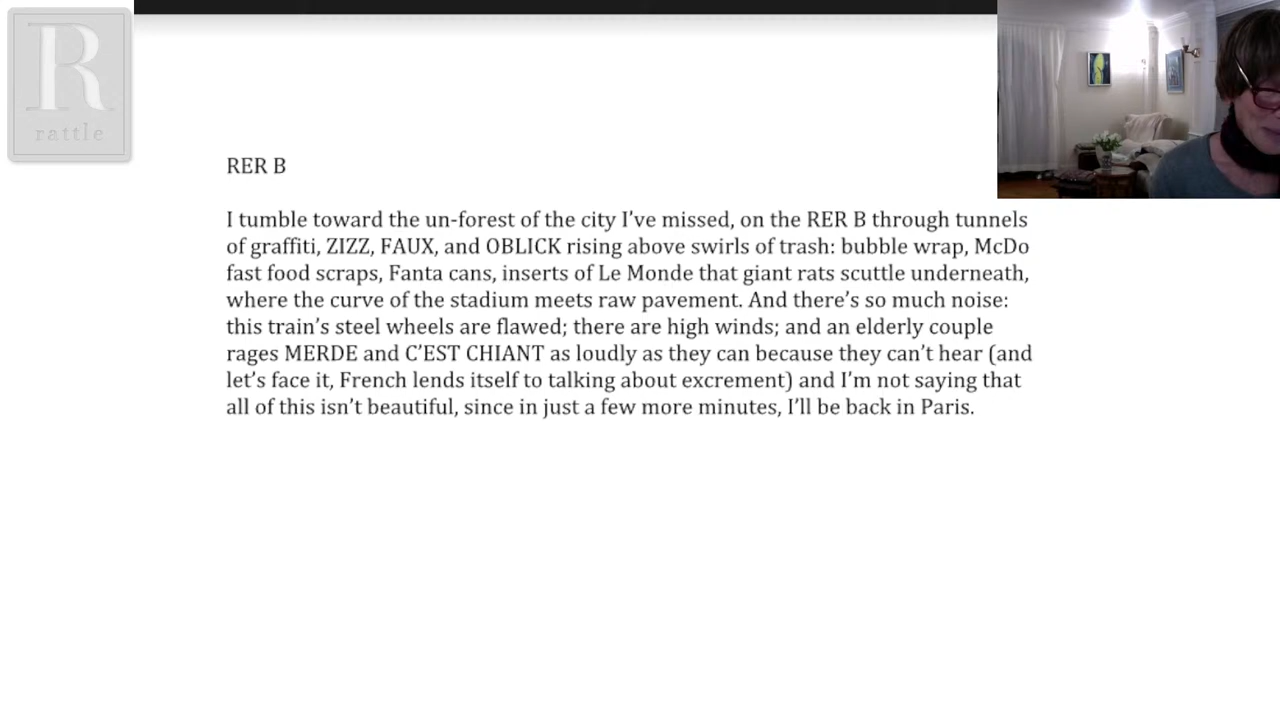 R
rattle
RER B
I tumble toward the un-forest of the city I’ve missed, on the RER B through tunnels
of graffiti, ZIZZ, FAUX, and OBLICK rising above swirls of trash: bubble wrap, McDo
fast food scraps, Fanta cans, inserts of Le Monde that giant rats scuttle underneath,
where the curve of the stadium meets raw pavement. And there’s so much noise:
this train’s steel wheels are flawed; there are high winds; and an elderly couple
rages MERDE and C’EST CHIANT as loudly as they can because they can’t hear (and
let’s face it, French lends itself to talking about excrement) and I’m not saying that
all of this isn’t beautiful, since in just a few more minutes, I’ll be back in Paris.